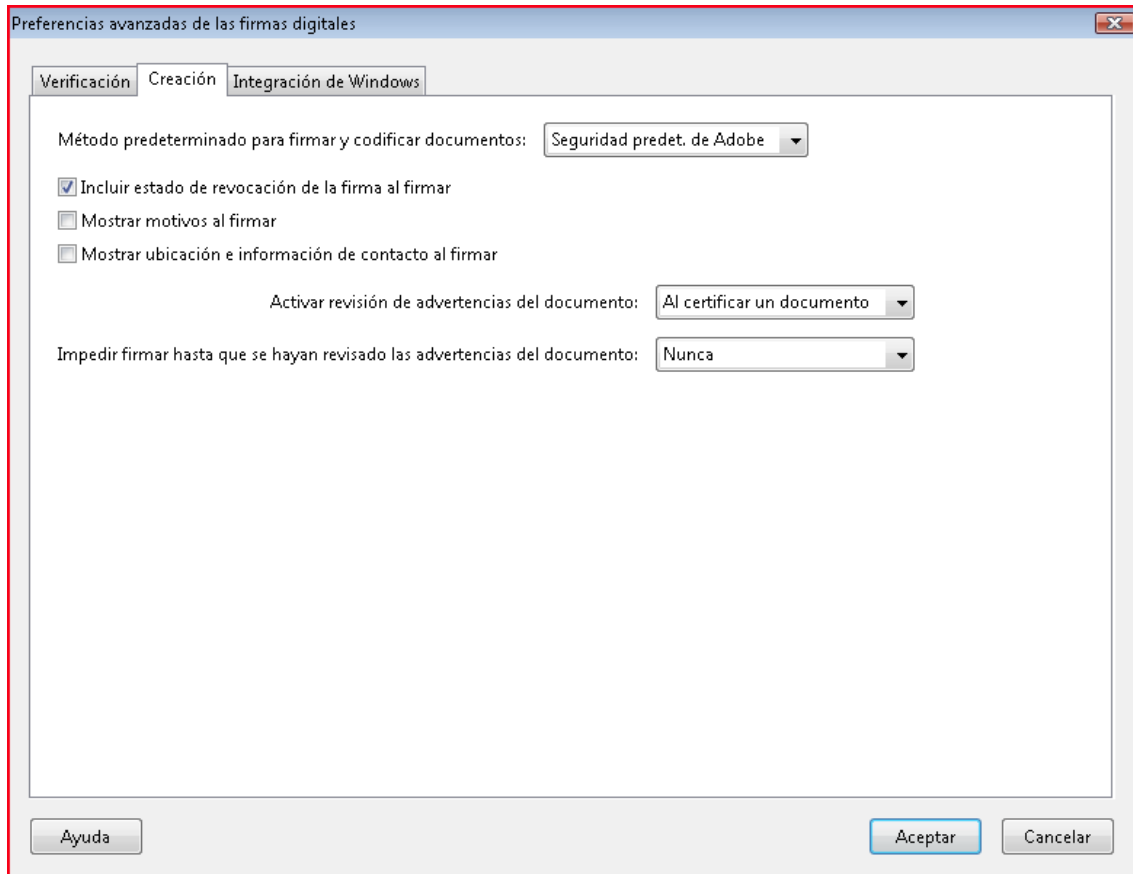 Preferencias avanzadas de las firmas digitales
Verificación Creación Integración de Windows
Método predeterminado para firmar y codificar documentos: Seguridad predet. de Adobe
Incluir estado de revocación de la firma al firmar
Mostrar motivos al firmar
Mostrar ubicación e información de contacto al firmar
Activar revisión de advertencias del documento: Al certificar un documento
Impedir firmar hasta que se hayan revisado las advertencias del documento: Nunca
Ayuda Aceptar Cancelar